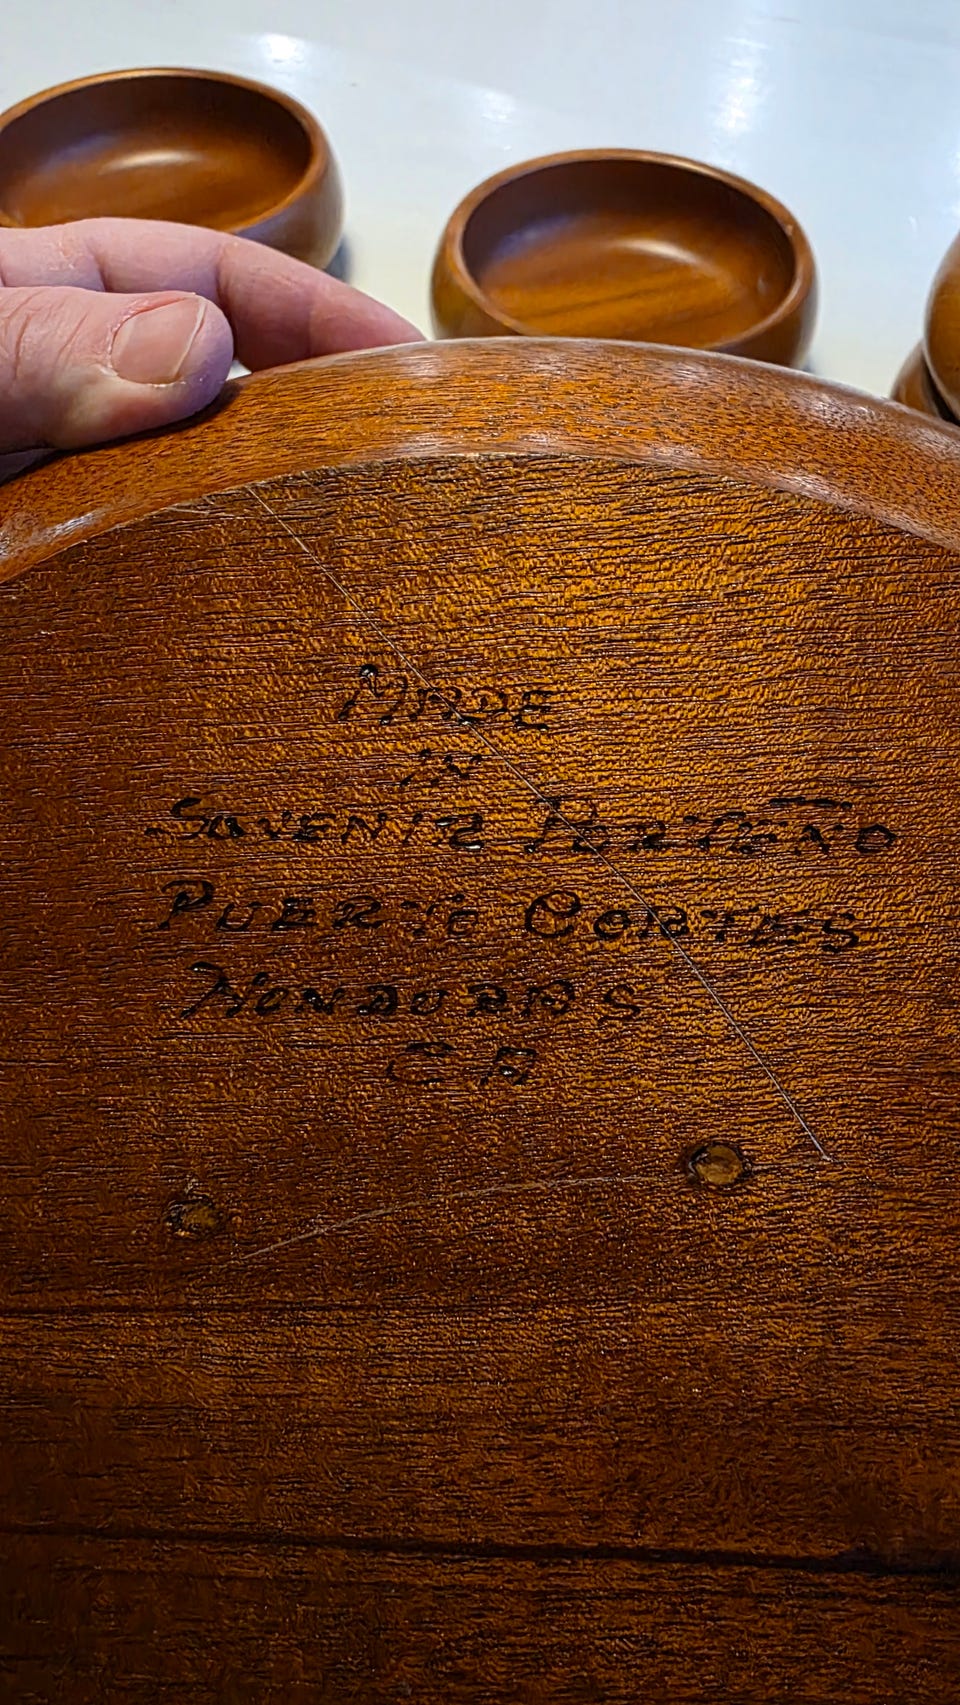 MADE
IN
SOUVENIR PORTEÑO
PUERTO CORTES
HONDURAS
C A